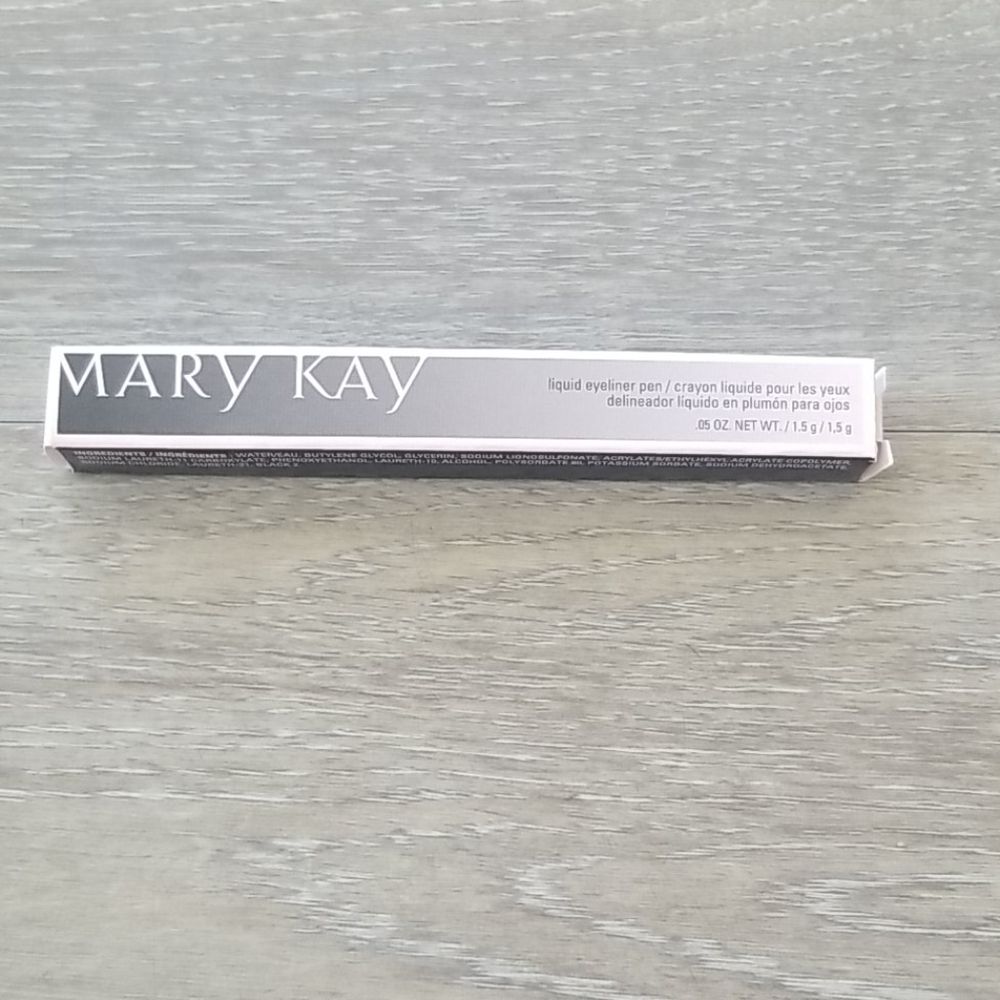 MARY KAY
liquid eyeliner pen / crayon liquide pour les yeux
delineador líquido en plumón para ojos
.05 OZ. NET WT. / 1.5 g / 1,5 g
INGREDIENTS / INGRÉDIENTS : WATER/EAU, BUTYLENE GLYCOL, GLYCERIN, SODIUM LIGNOSULFONATE, ACRYLATES/ETHYLHEXYL ACRYLATE COPOLYMER,
SODIUM LAURETH-11 CARBOXYLATE, PHENOXYETHANOL, LAURETH-10, ALCOHOL, POLYSORBATE 80, POTASSIUM SORBATE, SODIUM DEHYDROACETATE,
SODIUM CHLORIDE, LAURETH-21, BLACK 2